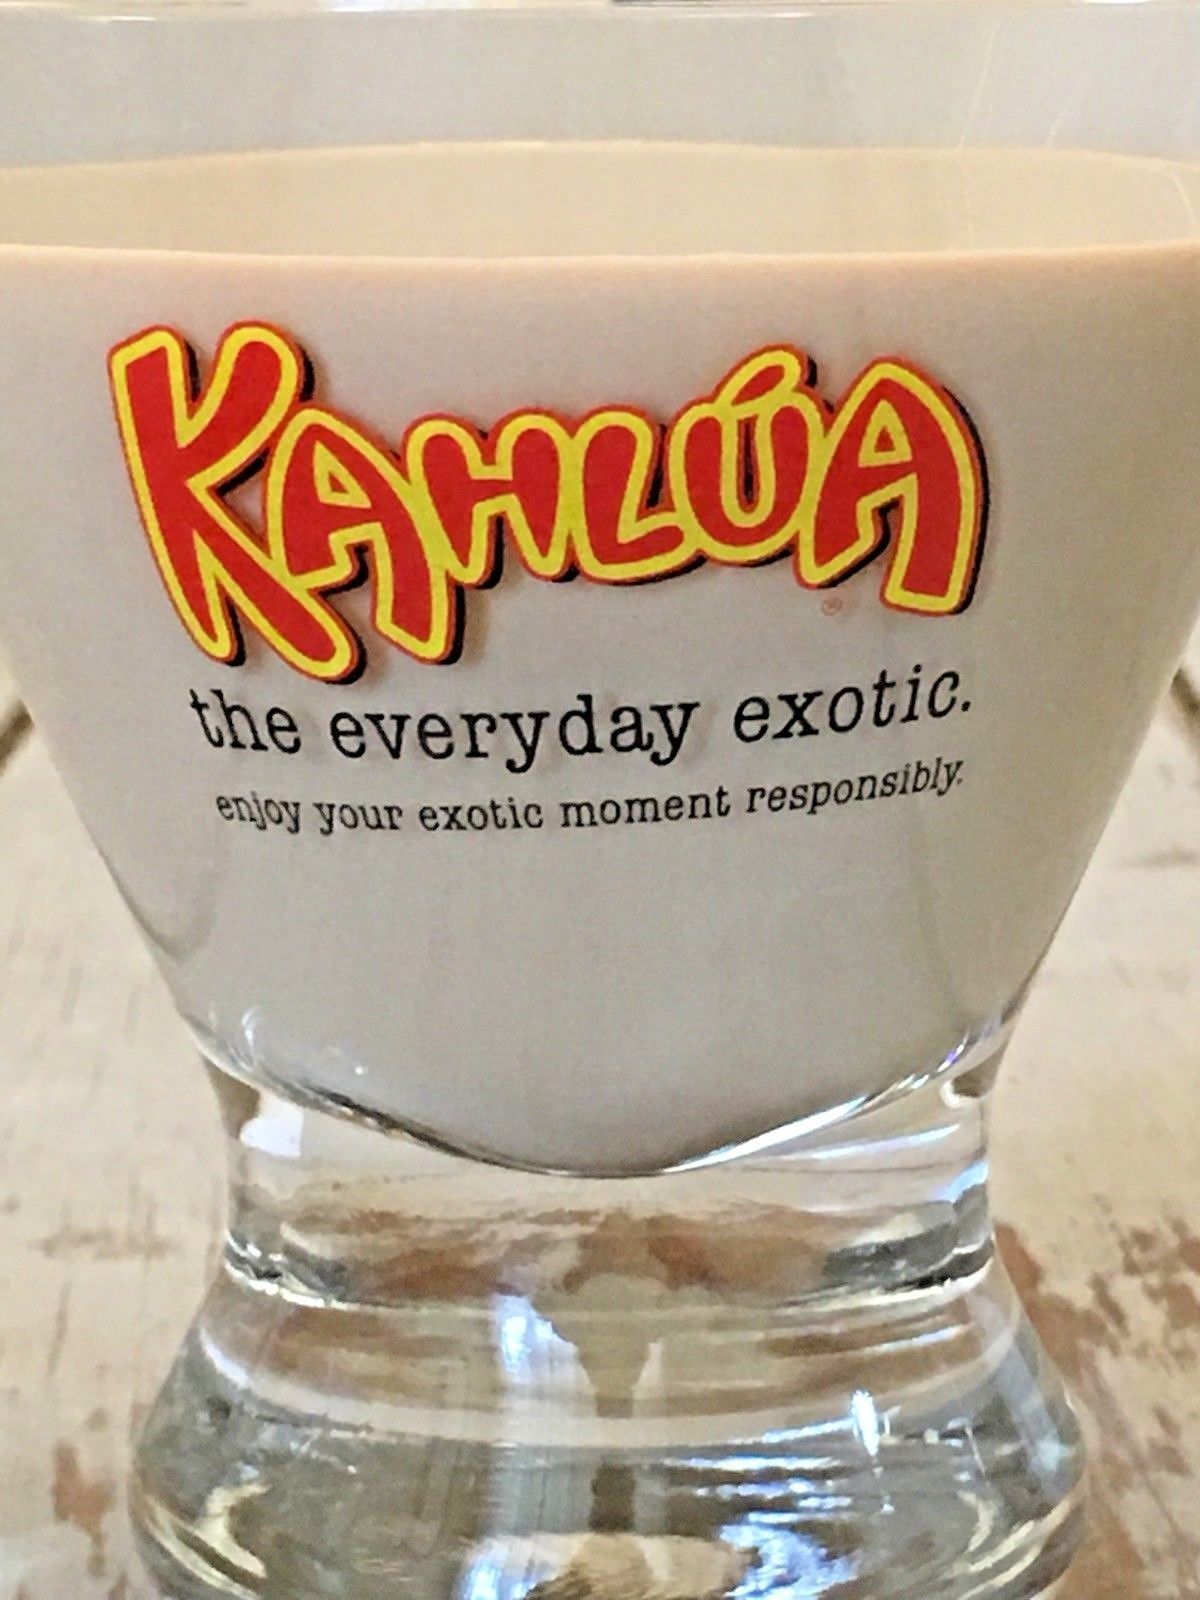 KAHLÚA®
the everyday exotic.
enjoy your exotic moment responsibly.